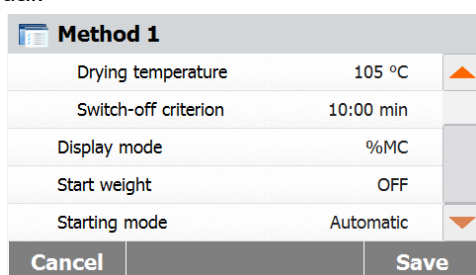 Method 1
Drying temperature 105 ºC
Switch-off criterion 10:00 min
Display mode %MC
Start weight OFF
Starting mode Automatic
Cancel Save